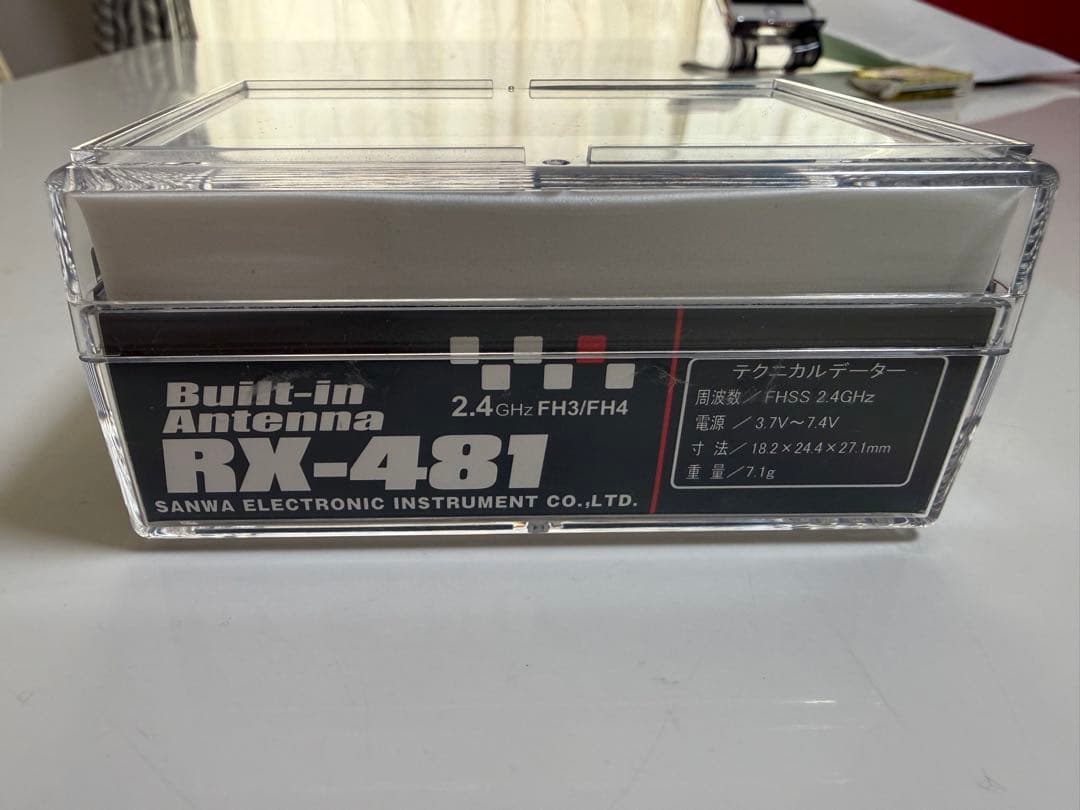 Built-in
Antenna
2.4GHz FH3/FH4
RX-481
SANWA ELECTRONIC INSTRUMENT CO.,LTD.
テクニカルデーター
周波数／FHSS 2.4GHz
電源／3.7V～7.4V
寸法／18.2×24.4×27.1mm
重量／7.1g